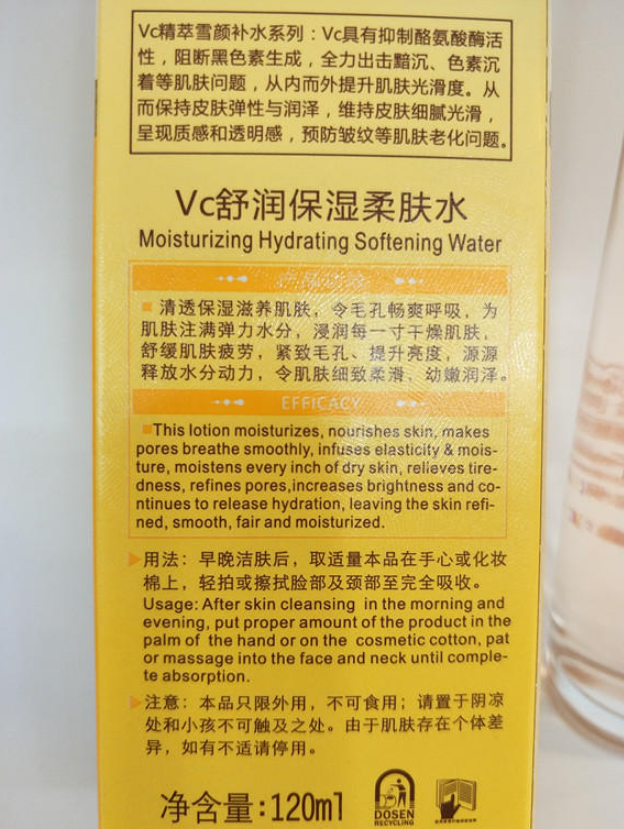 Vc精萃雪颜补水系列：Vc具有抑制酪氨酸酶活
性，阻断黑色素生成，全力出击黯沉、色素沉
着等肌肤问题，从内而外提升肌肤光滑度。从
而保持皮肤弹性与润泽，维持皮肤细腻光滑，
呈现质感和透明感，预防皱纹等肌肤老化问题。
Vc舒润保湿柔肤水
Moisturizing Hydrating Softening Water
清透保湿滋养肌肤，令毛孔畅爽呼吸，为
肌肤注满弹力水分，浸润每一寸干燥肌肤，
舒缓肌肤疲劳，紧致毛孔、提升亮度，源源
释放水分动力，令肌肤细致柔滑，幼嫩润泽。
EFFICACY
This lotion moisturizes, nourishes skin, makes
pores breathe smoothly, infuses elasticity & mois-
ture, moistens every inch of dry skin, relieves tire-
dness, refines pores,increases brightness and co-
ntinues to release hydration, leaving the skin refi-
ned, smooth, fair and moisturized.
用法：早晚洁肤后，取适量本品在手心或化妆
棉上，轻拍或擦拭脸部及颈部至完全吸收。
Usage: After skin cleansing in the morning and
evening, put proper amount of the product in the
palm of the hand or on the cosmetic cotton, pat
or massage into the face and neck until comple-
te absorption.
注意：本品只限外用，不可食用；请置于阴凉
处和小孩不可触及之处。由于肌肤存在个体差
异，如有不适请停用。
净含量:120ml
DOSEN
RECYCLING